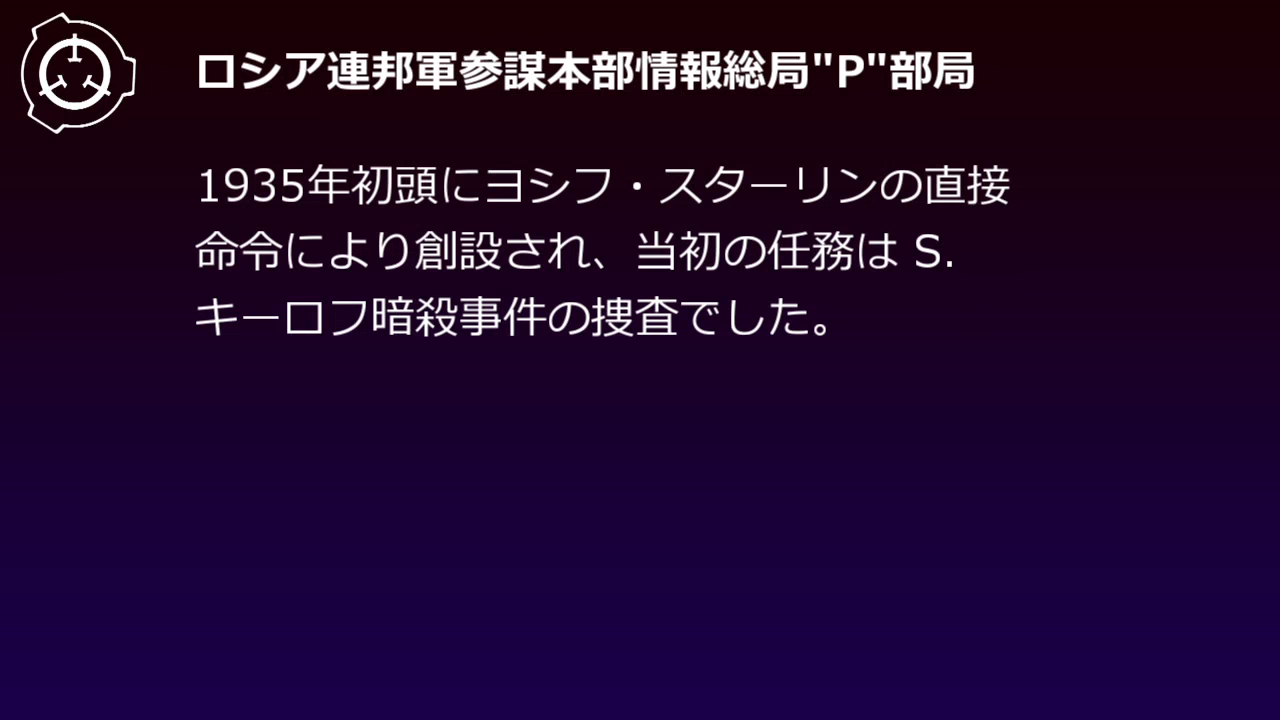 ロシア連邦軍参謀本部情報総局"P"部局
1935年初頭にヨシフ・スターリンの直接
命令により創設され、当初の任務は S.
キーロフ暗殺事件の捜査でした。